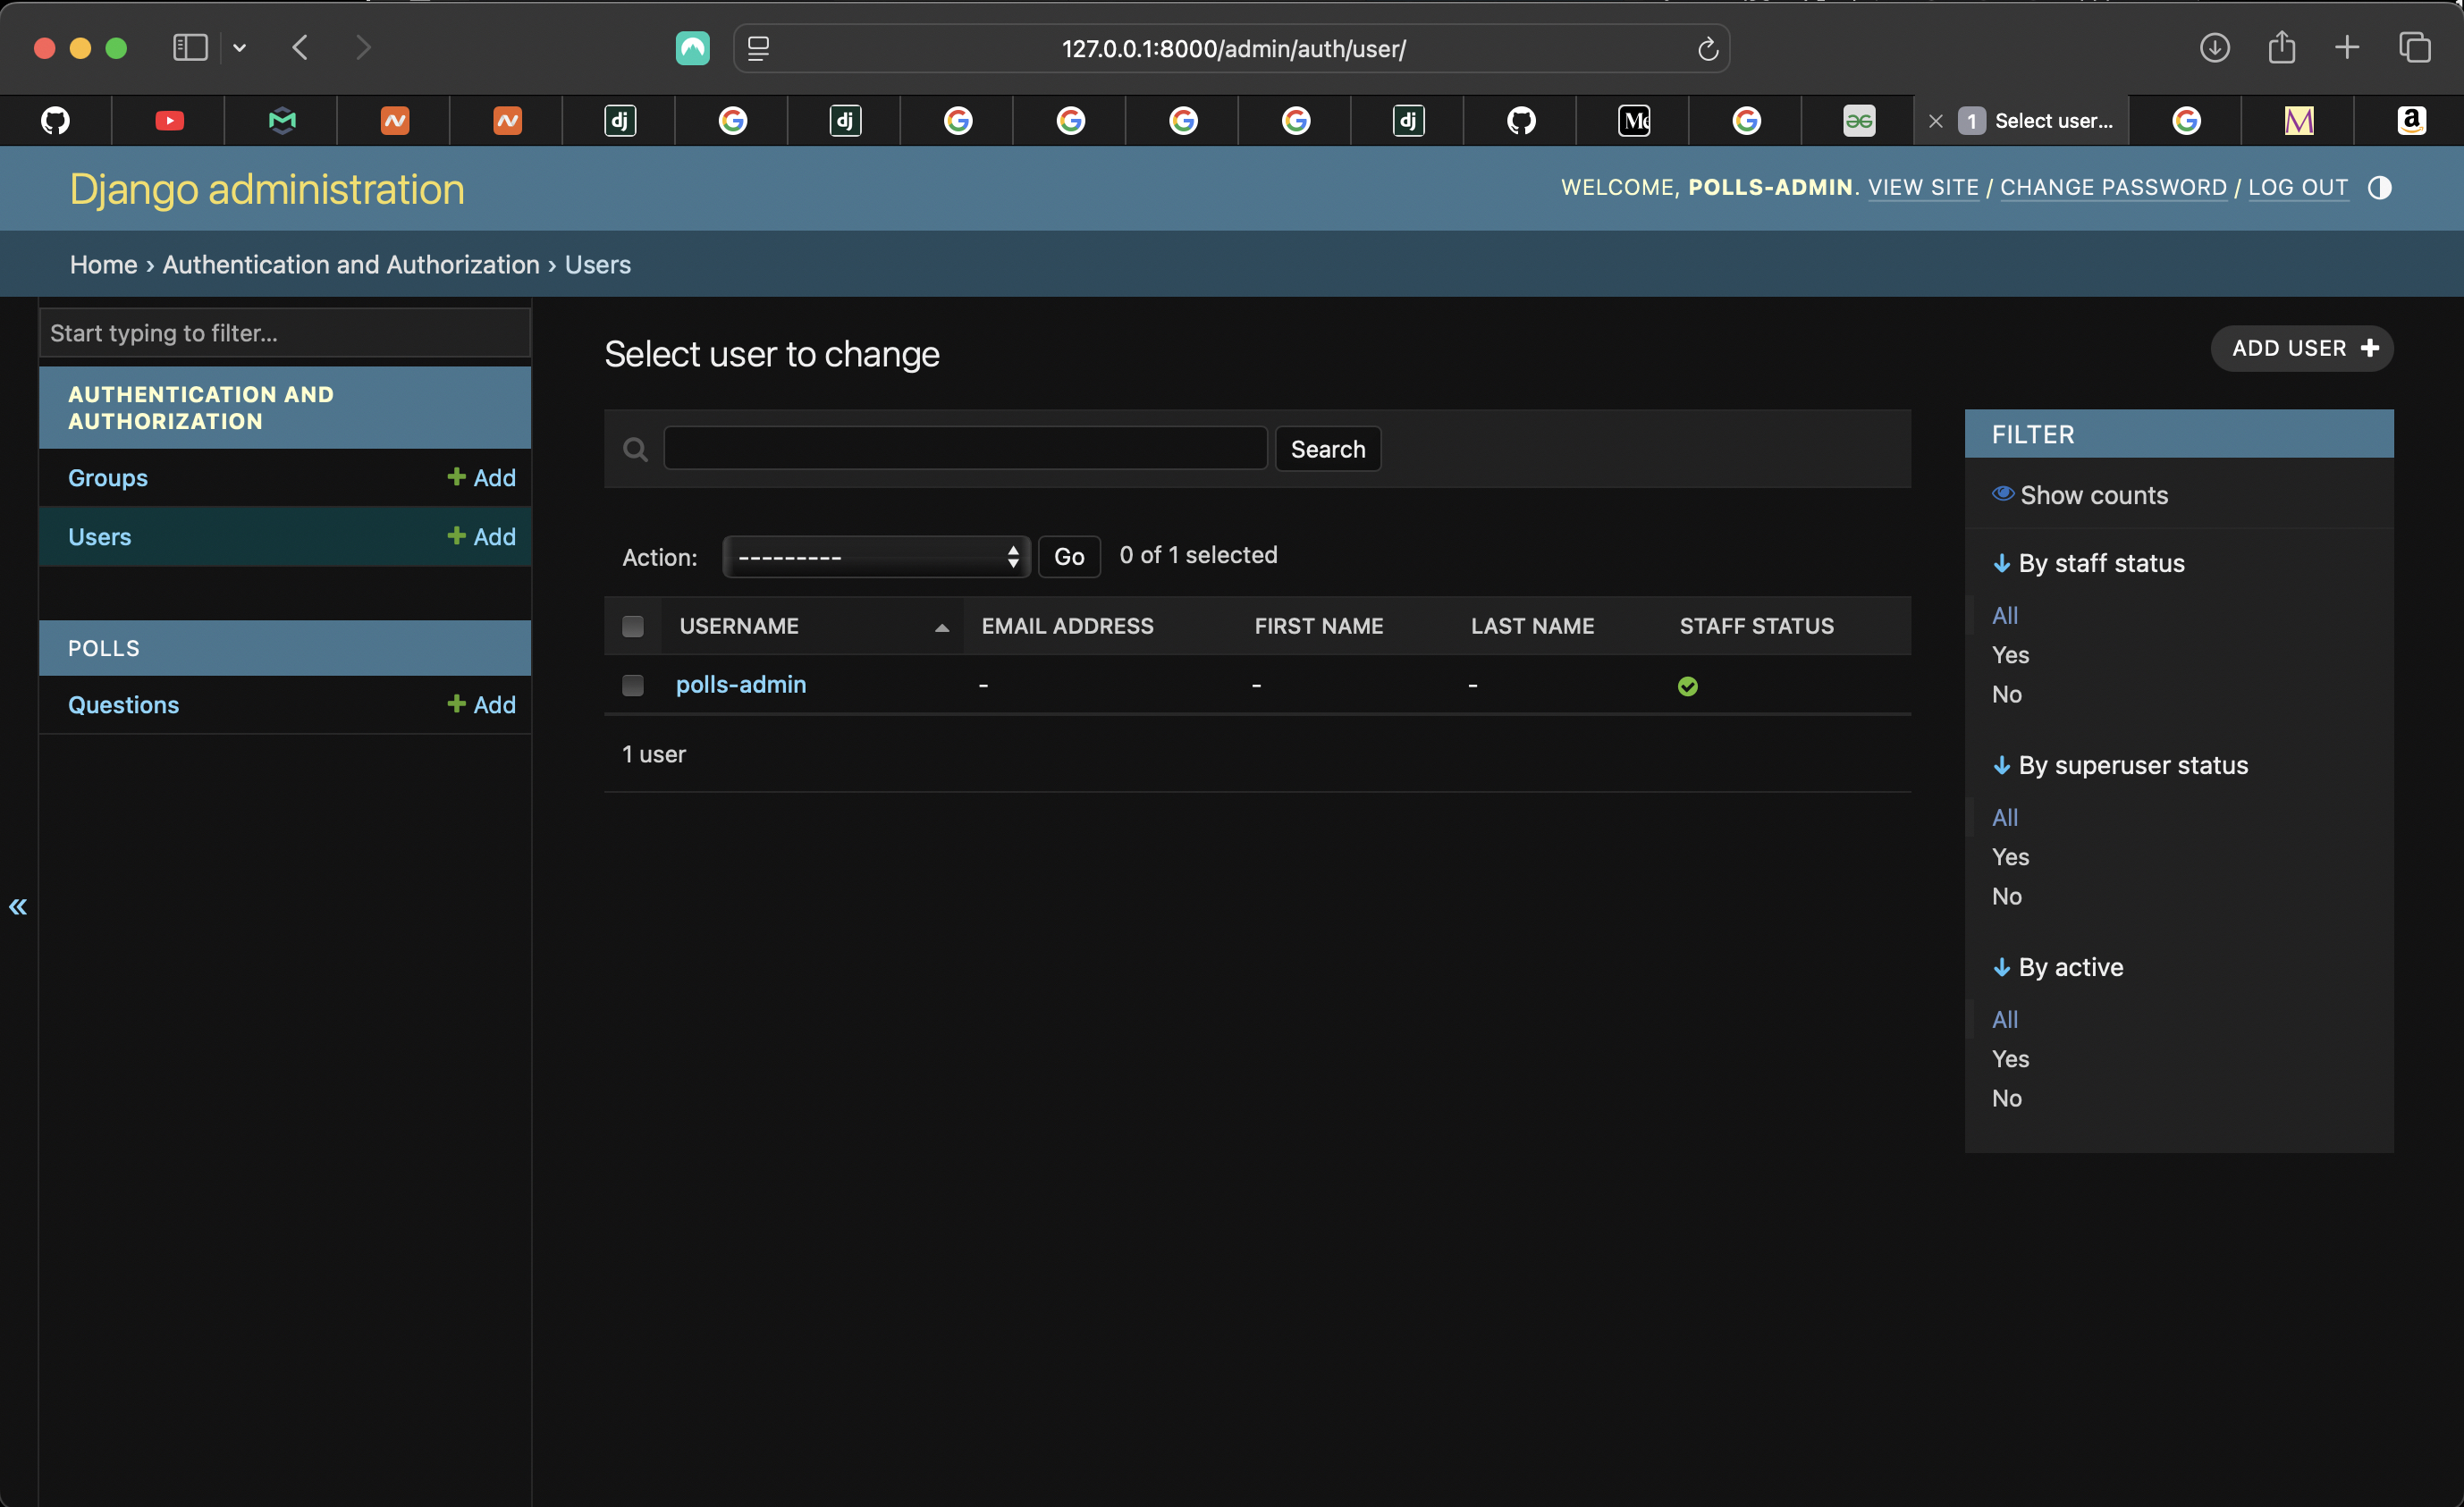 127.0.0.1:8000/admin/auth/user/
dj
dj
dj
1 Select user...
a
Django administration
WELCOME, POLLS-ADMIN. VIEW SITE / CHANGE PASSWORD / LOG OUT
Home › Authentication and Authorization › Users
Start typing to filter...
AUTHENTICATION AND
AUTHORIZATION
Groups
+ Add
Users
+ Add
POLLS
Questions
+ Add
«
Select user to change
ADD USER +
Search
Action: --------- Go 0 of 1 selected
USERNAME EMAIL ADDRESS FIRST NAME LAST NAME STAFF STATUS
polls-admin - - -
1 user
FILTER
Show counts
↓ By staff status
All
Yes
No
↓ By superuser status
All
Yes
No
↓ By active
All
Yes
No